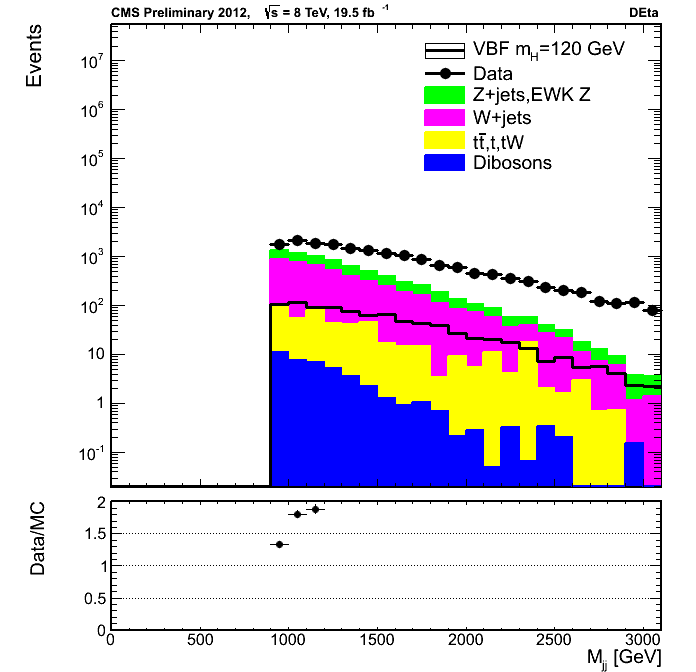 CMS Preliminary 2012, √s = 8 TeV, 19.5 fb⁻¹ DEta
Events
VBF m_H=120 GeV
Data
Z+jets,EWK Z
W+jets
tt̄,t,tW
Dibosons
10⁷
10⁶
10⁵
10⁴
10³
10²
10
1
10⁻¹
Data/MC
2
1.5
1
0.5
0
0 500 1000 1500 2000 2500 3000
M_jj [GeV]